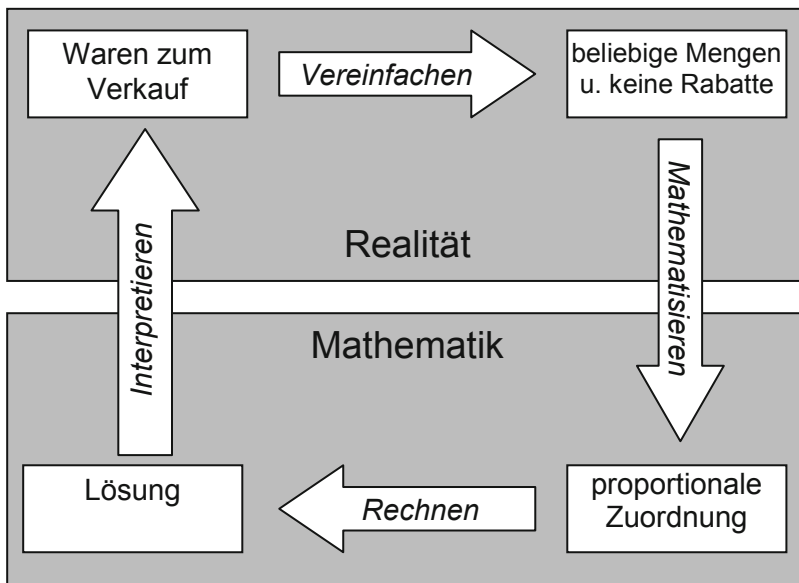 Waren zum
Verkauf
Vereinfachen
beliebige Mengen
u. keine Rabatte
Mathematisieren
Realität
Interpretieren
Mathematik
proportionale
Zuordnung
Rechnen
Lösung